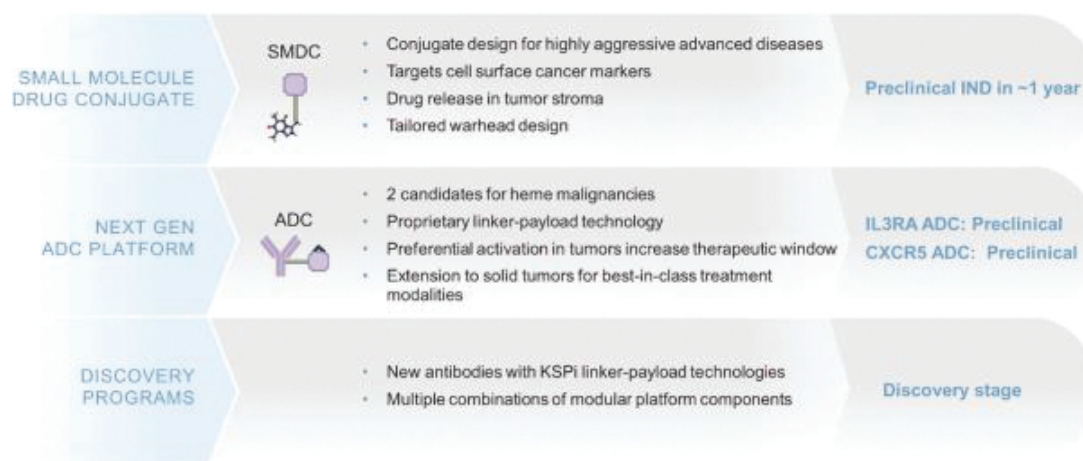 SMALL MOLECULE
DRUG CONJUGATE
SMDC
• Conjugate design for highly aggressive advanced diseases
• Targets cell surface cancer markers
• Drug release in tumor stroma
• Tailored warhead design
Preclinical IND in ~1 year
NEXT GEN
ADC PLATFORM
ADC
• 2 candidates for heme malignancies
• Proprietary linker-payload technology
• Preferential activation in tumors increase therapeutic window
• Extension to solid tumors for best-in-class treatment
modalities
IL3RA ADC: Preclinical
CXCR5 ADC: Preclinical
DISCOVERY
PROGRAMS
• New antibodies with KSPi linker-payload technologies
• Multiple combinations of modular platform components
Discovery stage